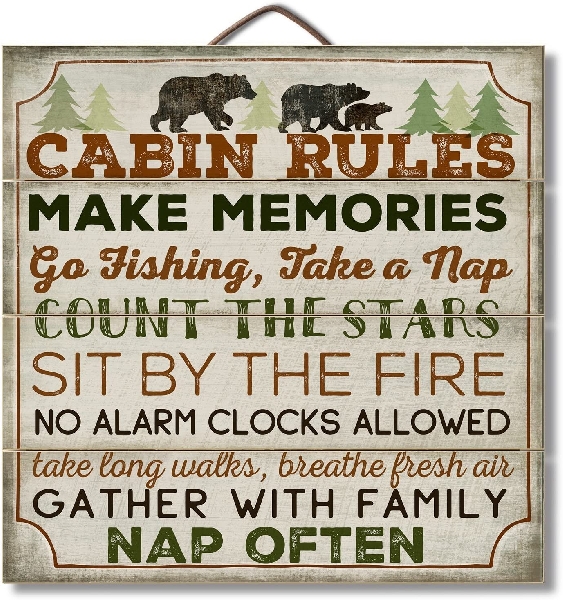 CABIN RULES
MAKE MEMORIES
Go Fishing, Take a Nap
COUNT THE STARS
SIT BY THE FIRE
NO ALARM CLOCKS ALLOWED
take long walks, breathe fresh air
GATHER WITH FAMILY
NAP OFTEN